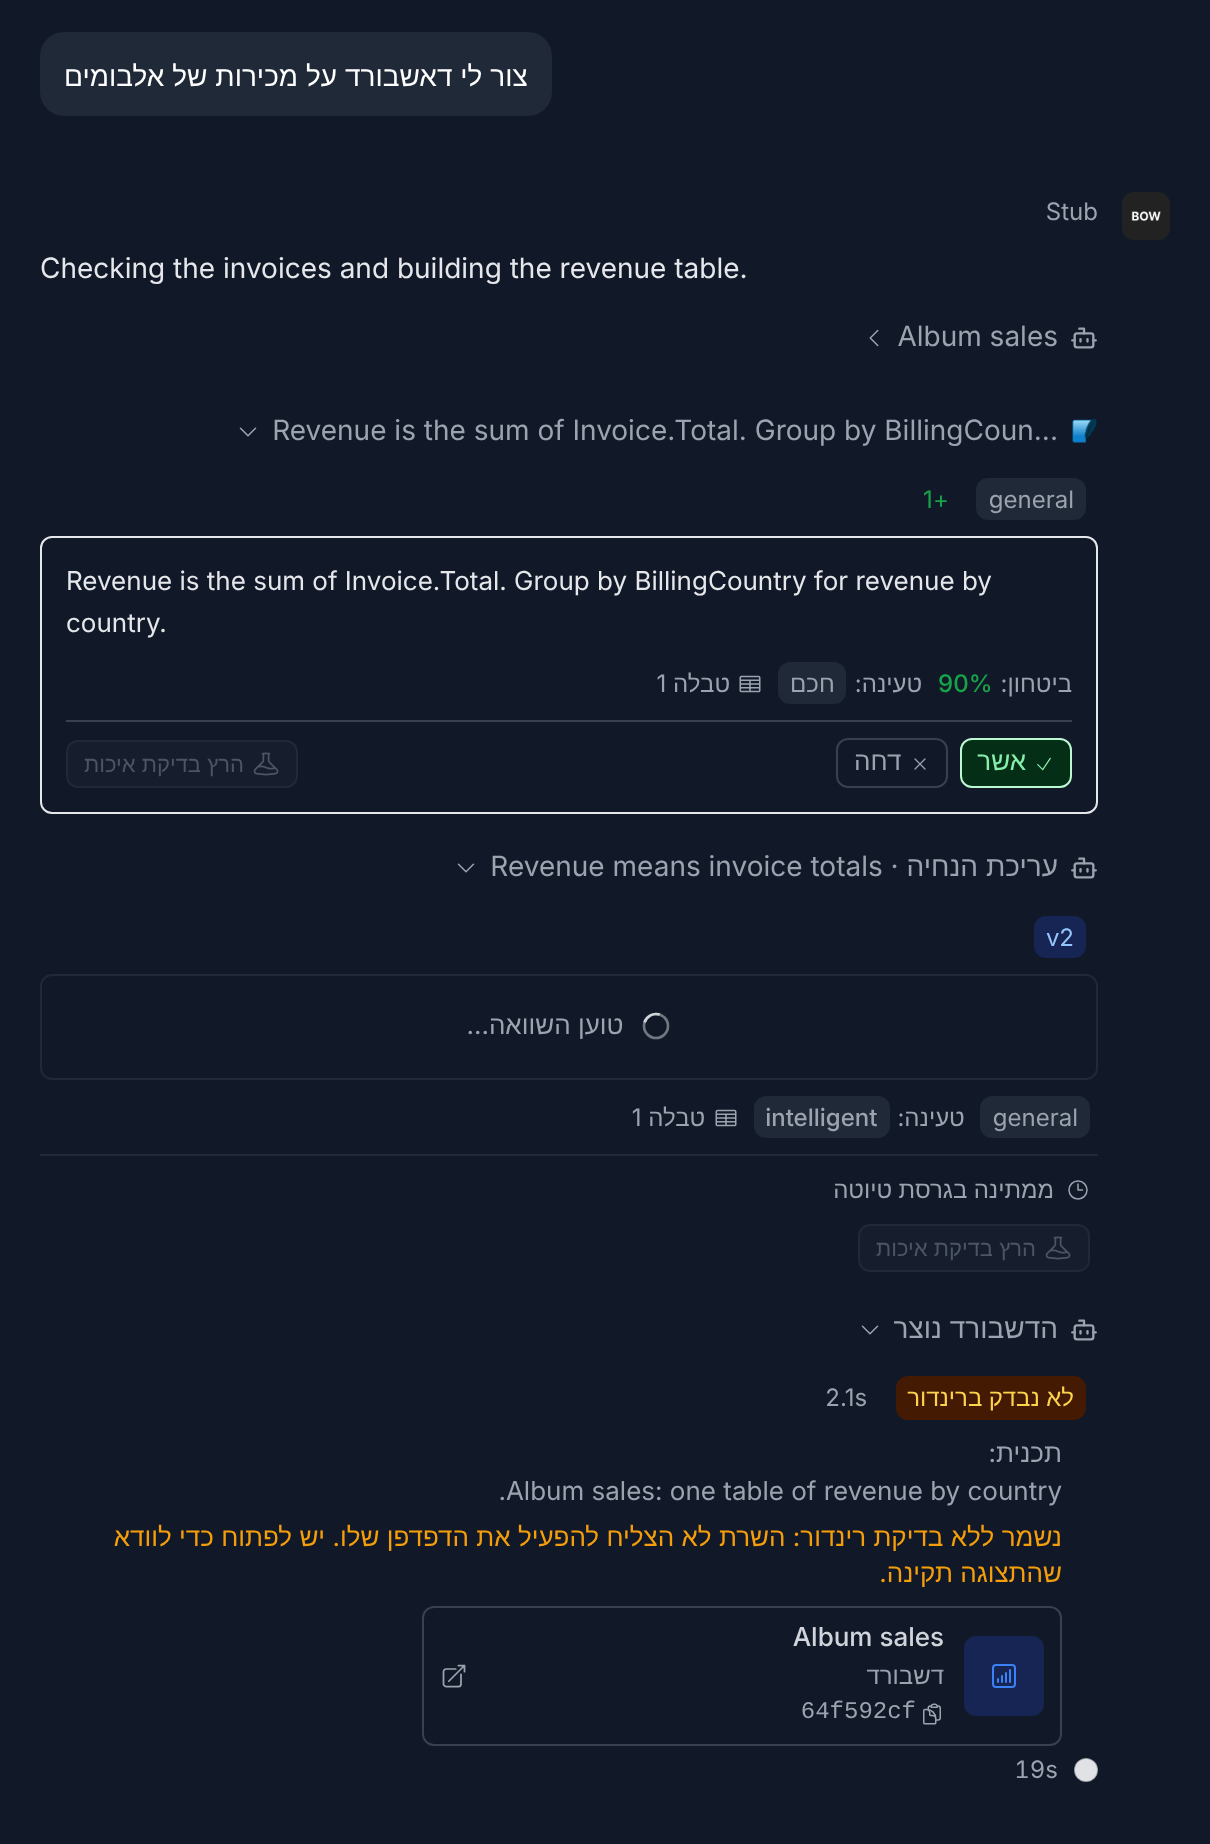 צור לי דאשבורד על מכירות של אלבומים
BOW
Stub
Checking the invoices and building the revenue table.
Album sales
Revenue is the sum of Invoice.Total. Group by BillingCoun...
general 1+
Revenue is the sum of Invoice.Total. Group by BillingCountry for revenue by
country.
ביטחון: 90% טעינה: חכם טבלה 1
אשר דחה הרץ בדיקת איכות
עריכת הנחיה · Revenue means invoice totals
v2
טוען השוואה...
general טעינה: intelligent טבלה 1
ממתינה בגרסת טיוטה
הרץ בדיקת איכות
הדשבורד נוצר
לא נבדק ברינדור 2.1s
תכנית:
Album sales: one table of revenue by country.
נשמר ללא בדיקת רינדור: השרת לא הצליח להפעיל את הדפדפן שלו. יש לפתוח כדי לוודא
שהתצוגה תקינה.
Album sales
דשבורד
64f592cf
19s